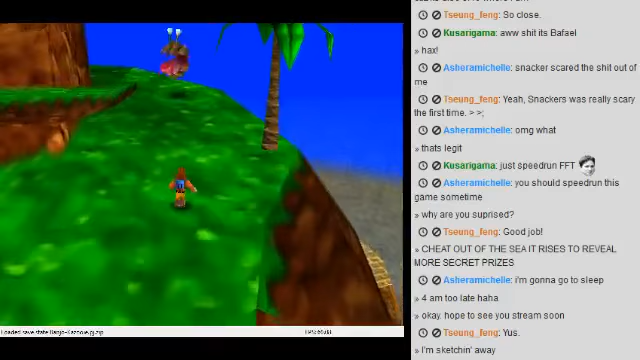 Tseung_feng: So close.
Kusarigama: aww shit its Bafael
» hax!
Asheramichelle: snacker scared the shit out of
me
Tseung_feng: Yeah, Snackers was really scary
the first time. > >;
Asheramichelle: omg what
» thats legit
Kusarigama: just speedrun FFT
Asheramichelle: you should speedrun this
game sometime
» why are you suprised?
Tseung_feng: Good job!
» CHEAT OUT OF THE SEA IT RISES TO REVEAL
MORE SECRET PRIZES
Asheramichelle: i'm gonna go to sleep
» 4 am too late haha
» okay. hope to see you stream soon
Tseung_feng: Yus.
» I'm sketchin' away
Loaded save state